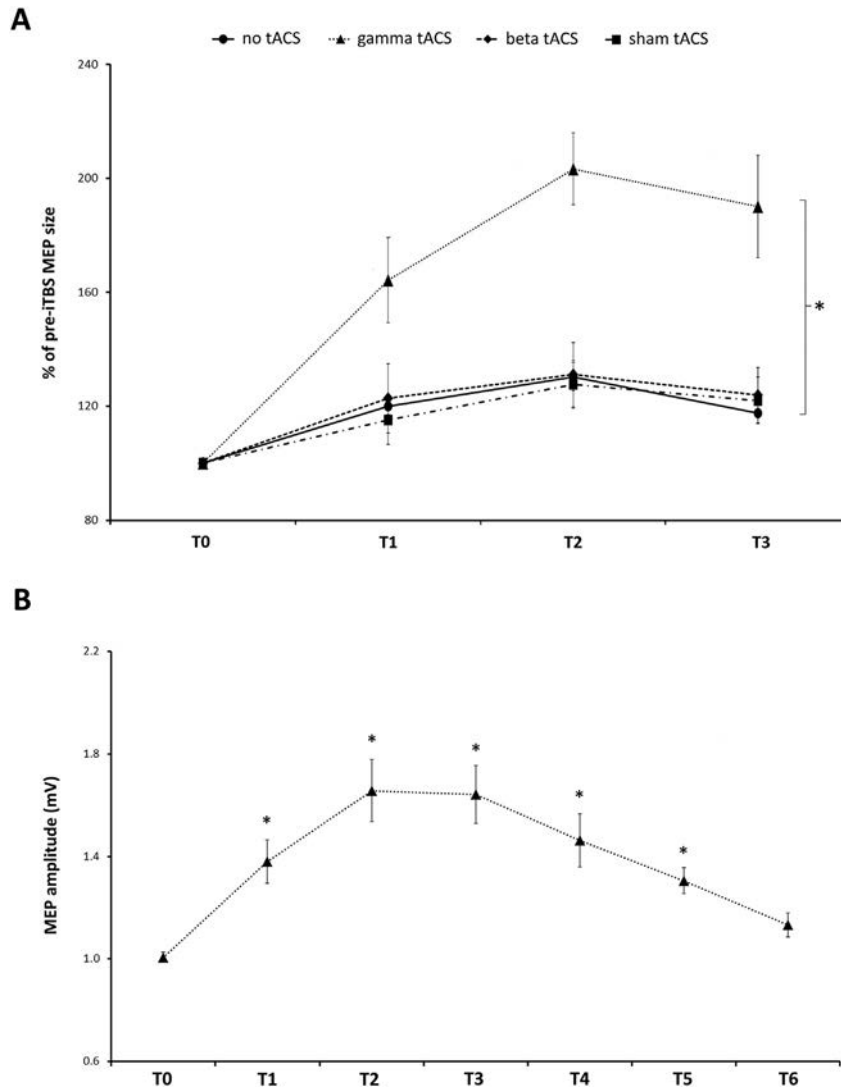 A
no tACS gamma tACS beta tACS sham tACS
240
200
160
120
80
% of pre-iTBS MEP size
*
T0 T1 T2 T3
B
2.2
1.8
1.4
1.0
0.6
MEP amplitude (mV)
* * * * *
T0 T1 T2 T3 T4 T5 T6